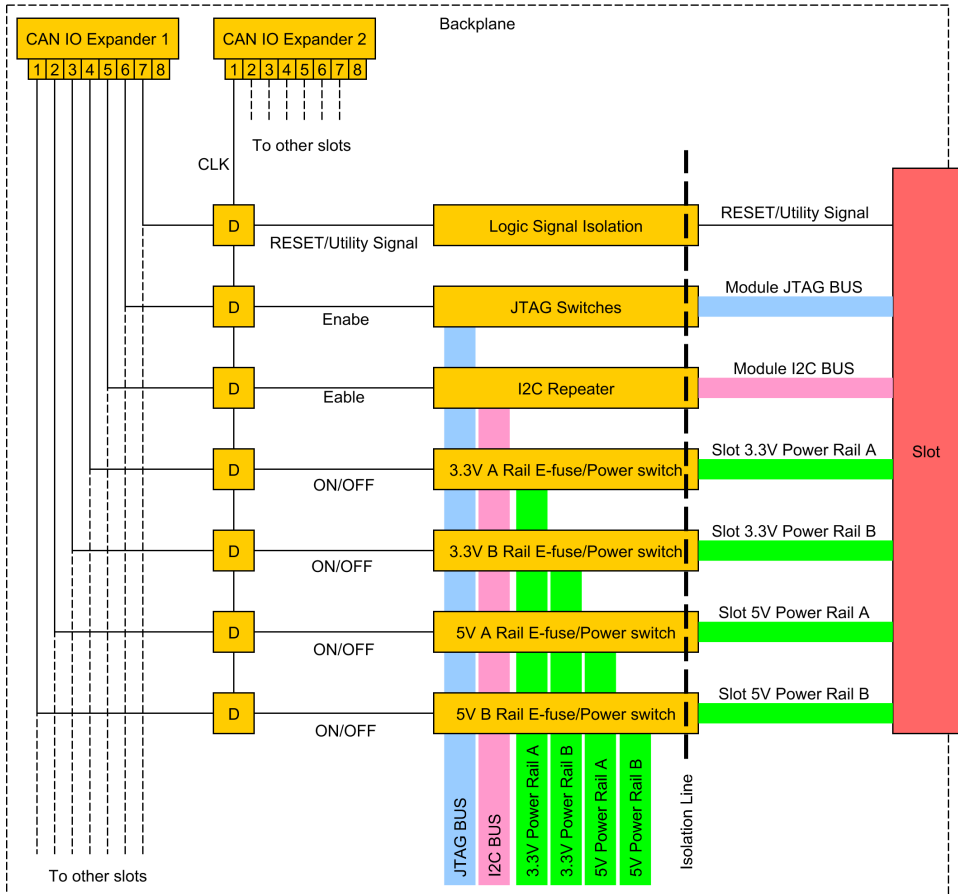 Backplane
CAN IO Expander 1
CAN IO Expander 2
1 2 3 4 5 6 7 8
1 2 3 4 5 6 7 8
To other slots
CLK
D
RESET/Utility Signal
Logic Signal Isolation
RESET/Utility Signal
D
Enabe
JTAG Switches
Module JTAG BUS
D
Eable
I2C Repeater
Module I2C BUS
D
ON/OFF
3.3V A Rail E-fuse/Power switch
Slot 3.3V Power Rail A
Slot
D
ON/OFF
3.3V B Rail E-fuse/Power switch
Slot 3.3V Power Rail B
D
ON/OFF
5V A Rail E-fuse/Power switch
Slot 5V Power Rail A
D
ON/OFF
5V B Rail E-fuse/Power switch
Slot 5V Power Rail B
JTAG BUS
I2C BUS
3.3V Power Rail A
3.3V Power Rail B
5V Power Rail A
5V Power Rail B
Isolation Line
To other slots